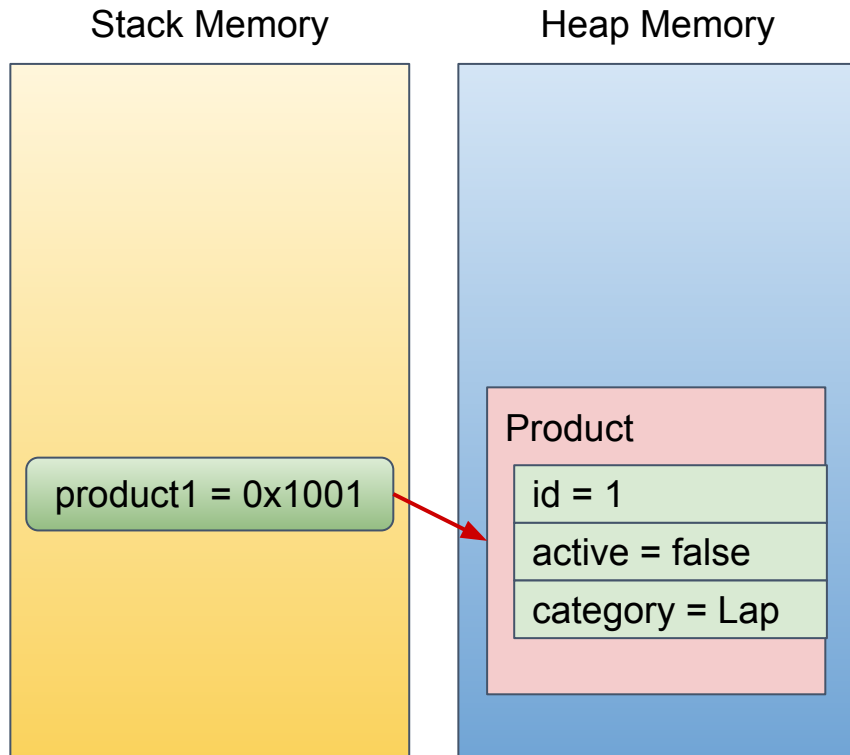 Stack Memory
Heap Memory
Product
product1 = 0x1001
id = 1
active = false
category = Lap